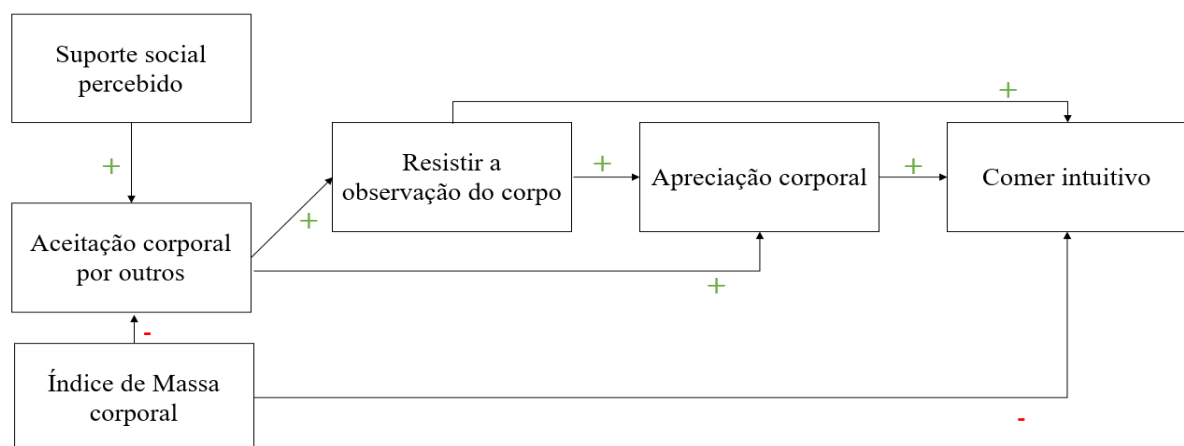 Suporte social
percebido
+
+
Resistir a
observação do corpo
+
Apreciação corporal
+
Comer intuitivo
+
Aceitação corporal
por outros
+
+
-
Índice de Massa
corporal
-